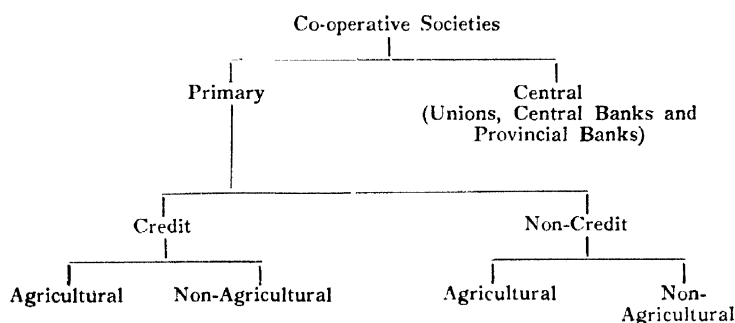 Co-operative Societies
Primary
Central
(Unions, Central Banks and
Provincial Banks)
Credit
Non-Credit
Agricultural
Non-Agricultural
Agricultural
Non-
Agricultural